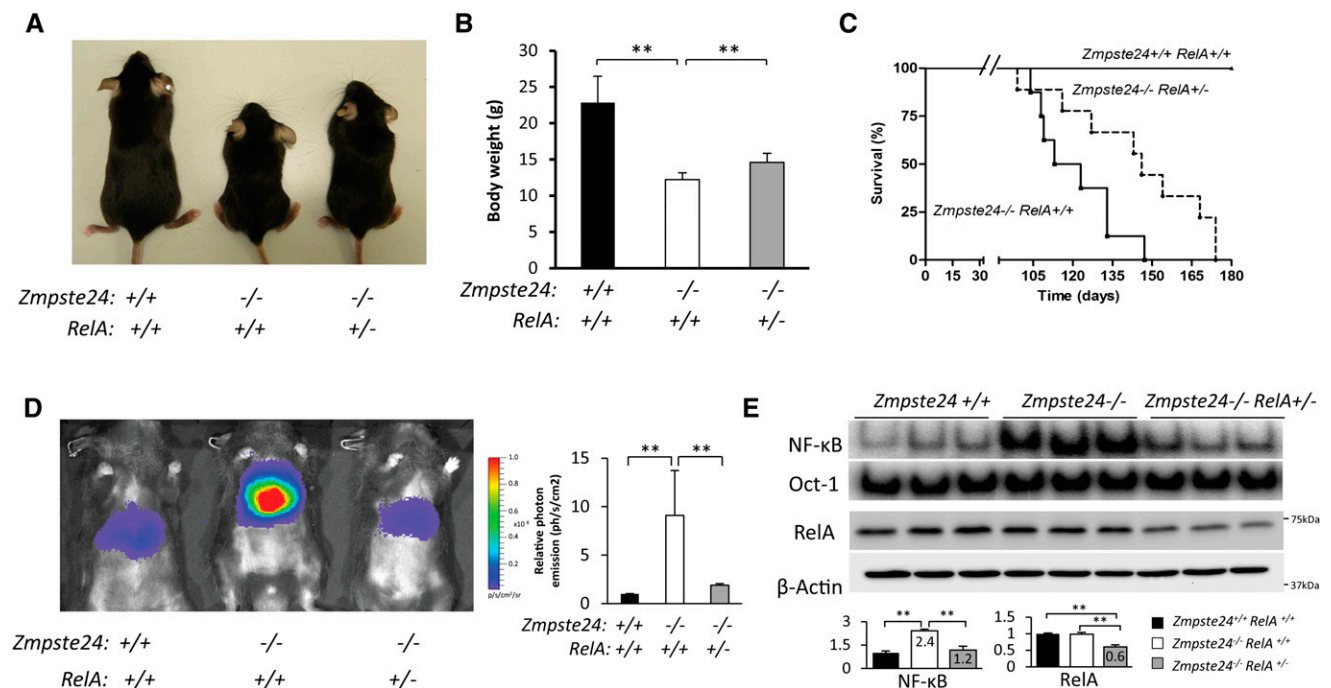 A
Zmpste24: +/+ -/- -/-
RelA: +/+ +/+ +/-
B
Body weight (g)
30
25
20
15
10
5
0
** **
Zmpste24: +/+ -/- -/-
RelA: +/+ +/+ +/-
C
Survival (%)
100
75
50
25
0
Zmpste24+/+ RelA+/+
Zmpste24-/- RelA+/-
Zmpste24-/- RelA+/+
0 15 30 105 120 135 150 165 180
Time (days)
D
1.0
0.8
0.6
x10⁻⁶
0.4
0.2
p/s/cm²/sr
Zmpste24: +/+ -/- -/-
RelA: +/+ +/+ +/-
Relative photon
emission (ph/s/cm2)
15
10
5
0
** **
Zmpste24: +/+ -/- -/-
RelA: +/+ +/+ +/-
E
Zmpste24 +/+ Zmpste24-/- Zmpste24-/- RelA+/-
NF-κB
Oct-1
RelA
75kDa
β-Actin
37kDa
3
1.5
0
** **
2.4
1.2
NF-κB
1.5
1
0.5
0
**
**
0.6
RelA
Zmpste24+/+ RelA +/+
Zmpste24-/- RelA +/+
Zmpste24-/- RelA +/-